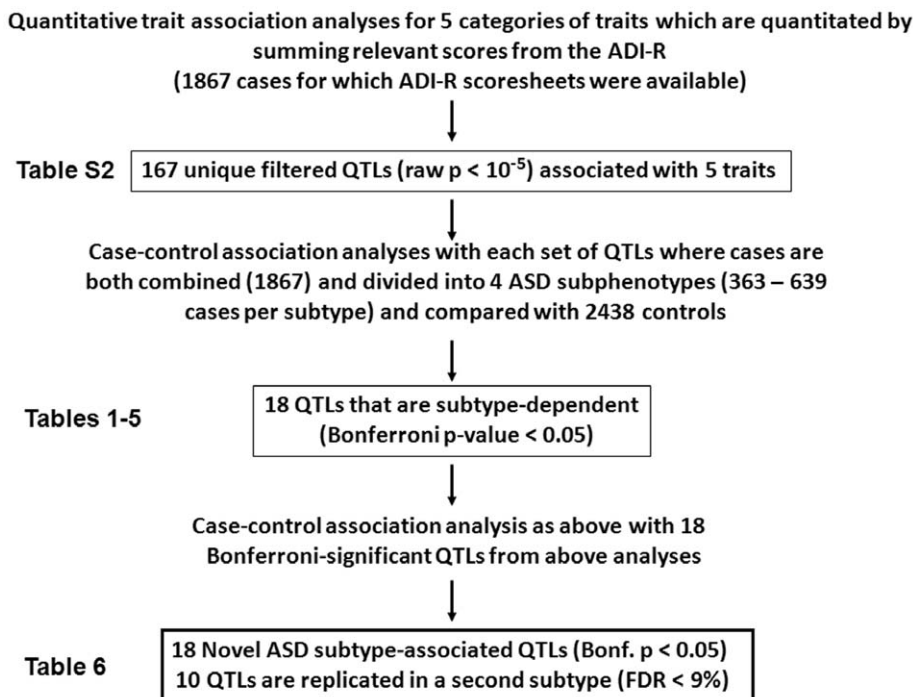 Quantitative trait association analyses for 5 categories of traits which are quantitated by
summing relevant scores from the ADI-R
(1867 cases for which ADI-R scoresheets were available)
Table S2
167 unique filtered QTLs (raw p < 10⁻⁵) associated with 5 traits
Case-control association analyses with each set of QTLs where cases are
both combined (1867) and divided into 4 ASD subphenotypes (363 – 639
cases per subtype) and compared with 2438 controls
Tables 1-5
18 QTLs that are subtype-dependent
(Bonferroni p-value < 0.05)
Case-control association analysis as above with 18
Bonferroni-significant QTLs from above analyses
Table 6
18 Novel ASD subtype-associated QTLs (Bonf. p < 0.05)
10 QTLs are replicated in a second subtype (FDR < 9%)